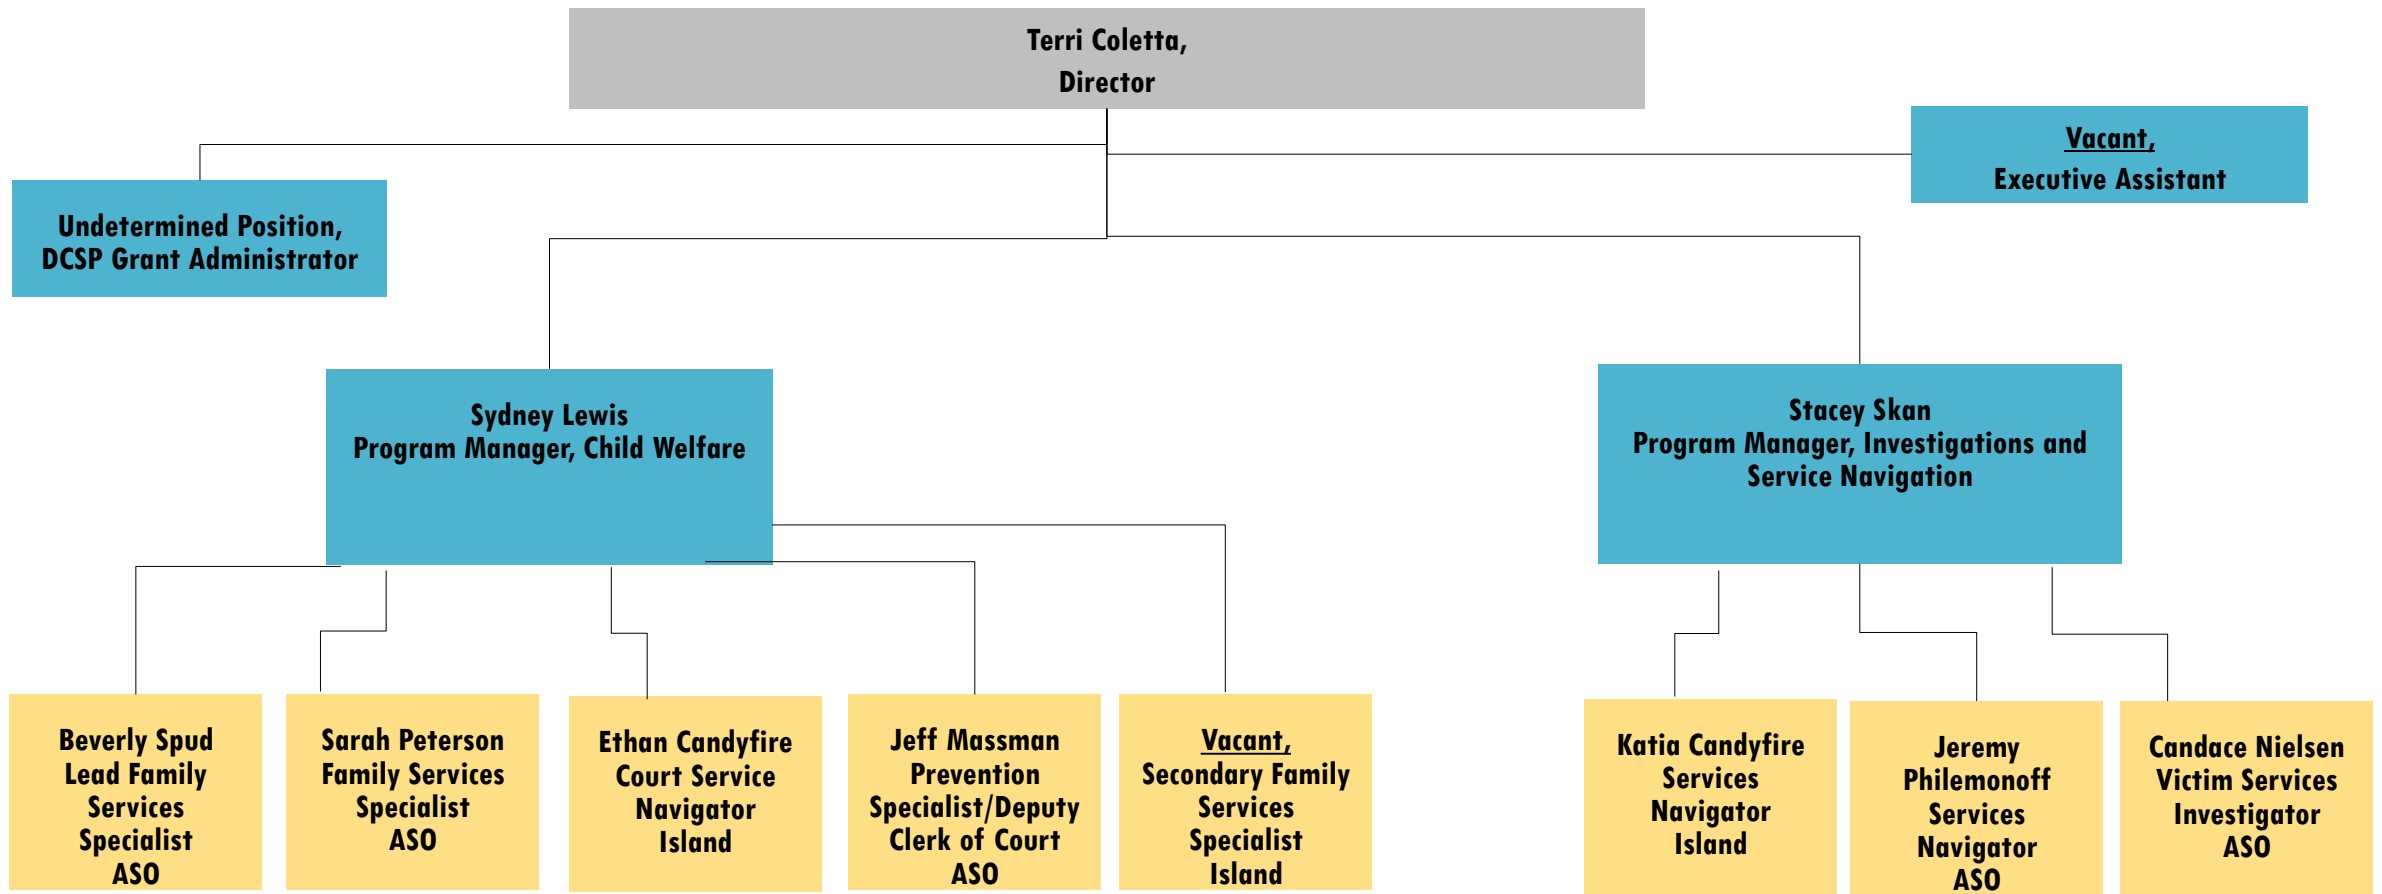 Terri Coletta,
Director
Vacant,
Executive Assistant
Undetermined Position,
DCSP Grant Administrator
Sydney Lewis
Program Manager, Child Welfare
Stacey Skan
Program Manager, Investigations and
Service Navigation
Beverly Spud
Lead Family
Services
Specialist
ASO
Sarah Peterson
Family Services
Specialist
ASO
Ethan Candyfire
Court Service
Navigator
Island
Jeff Massman
Prevention
Specialist/Deputy
Clerk of Court
ASO
Vacant,
Secondary Family
Services
Specialist
Island
Katia Candyfire
Services
Navigator
Island
Jeremy
Philemonoff
Services
Navigator
ASO
Candace Nielsen
Victim Services
Investigator
ASO